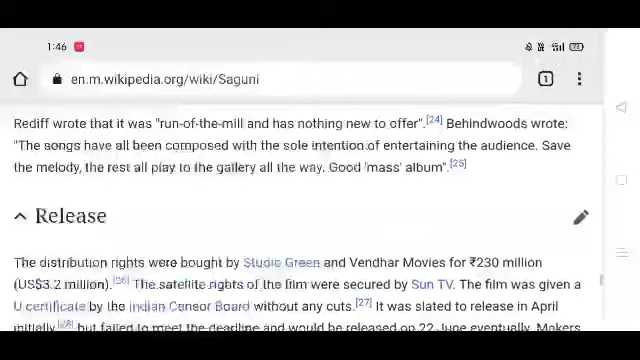 1:46
en.m.wikipedia.org/wiki/Saguni
1
Rediff wrote that it was "run-of-the-mill and has nothing new to offer".[24] Behindwoods wrote:
"The songs have all been composed with the sole intention of entertaining the audience. Save
the melody, the rest all play to the gallery all the way. Good 'mass' album".[25]
Release
The distribution rights were bought by Studio Green and Vendhar Movies for ₹230 million
(US$3.2 million).[26] The satellite rights of the film were secured by Sun TV. The film was given a
U certificate by the Indian Censor Board without any cuts.[27] It was slated to release in April
initially,[28] but failed to meet the deadline and would be released on 22 June eventually. Makers